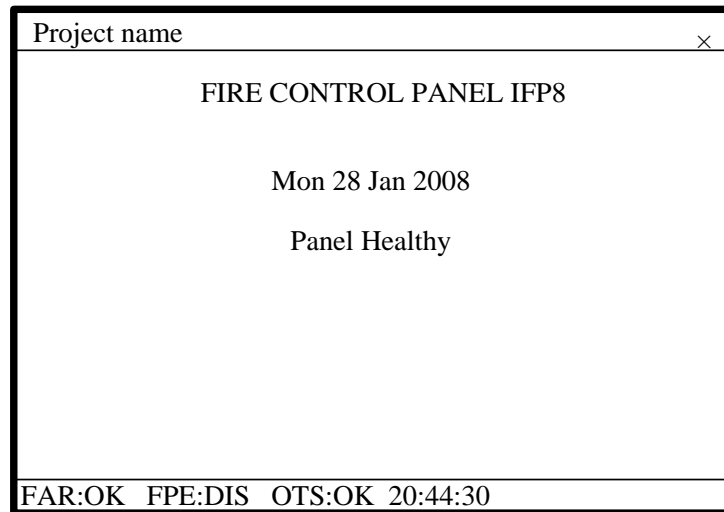 Project name ×
FIRE CONTROL PANEL IFP8
Mon 28 Jan 2008
Panel Healthy
FAR:OK FPE:DIS OTS:OK 20:44:30